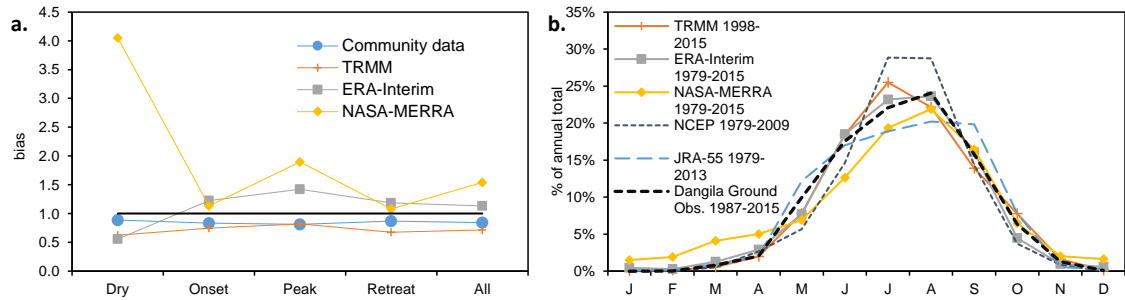 a.
4.5
4.0
3.5
3.0
2.5
2.0
1.5
1.0
0.5
0.0
bias
Dry
Onset
Peak
Retreat
All
Community data
TRMM
ERA-Interim
NASA-MERRA
b.
35%
30%
25%
20%
15%
10%
5%
0%
% of annual total
J
F
M
A
M
J
J
A
S
O
N
D
TRMM 1998-
2015
ERA-Interim
1979-2015
NASA-MERRA
1979-2015
NCEP 1979-2009
JRA-55 1979-
2013
Dangila Ground
Obs. 1987-2015